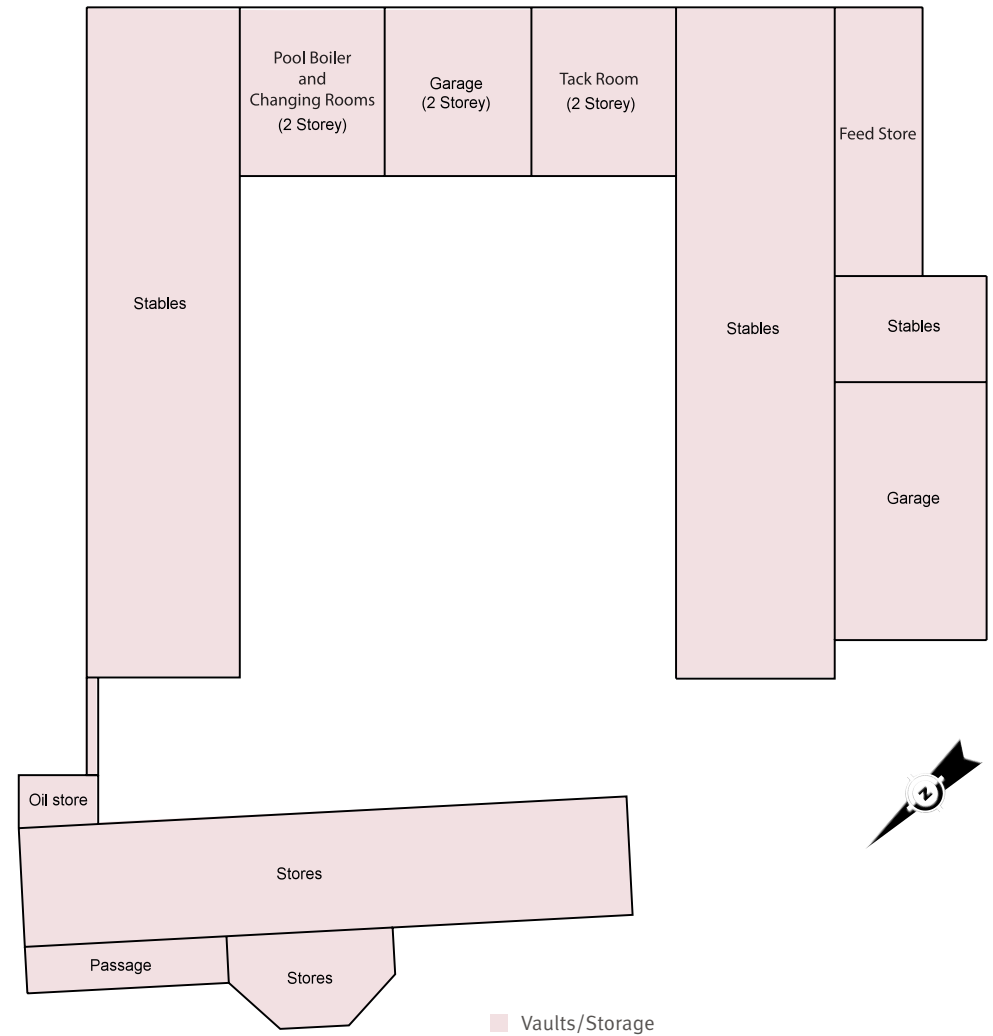 Pool Boiler
and
Changing Rooms
(2 Storey)
Garage
(2 Storey)
Tack Room
(2 Storey)
Feed Store
Stables
Stables
Stables
Garage
Oil store
Z
Stores
Passage
Stores
Vaults/Storage